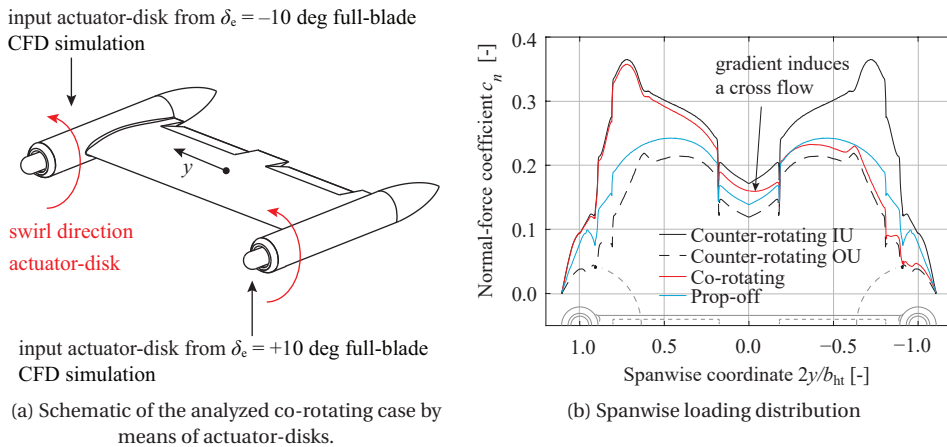 input actuator-disk from δe = –10 deg full-blade
CFD simulation
y
swirl direction
actuator-disk
input actuator-disk from δe = +10 deg full-blade
CFD simulation
(a) Schematic of the analyzed co-rotating case by
means of actuator-disks.
Normal-force coefficient cn [-]
0.4
0.3
0.2
0.1
0.0
gradient induces
a cross flow
Counter-rotating IU
Counter-rotating OU
Co-rotating
Prop-off
1.0 0.5 0.0 −0.5 −1.0
Spanwise coordinate 2y/bht [-]
(b) Spanwise loading distribution